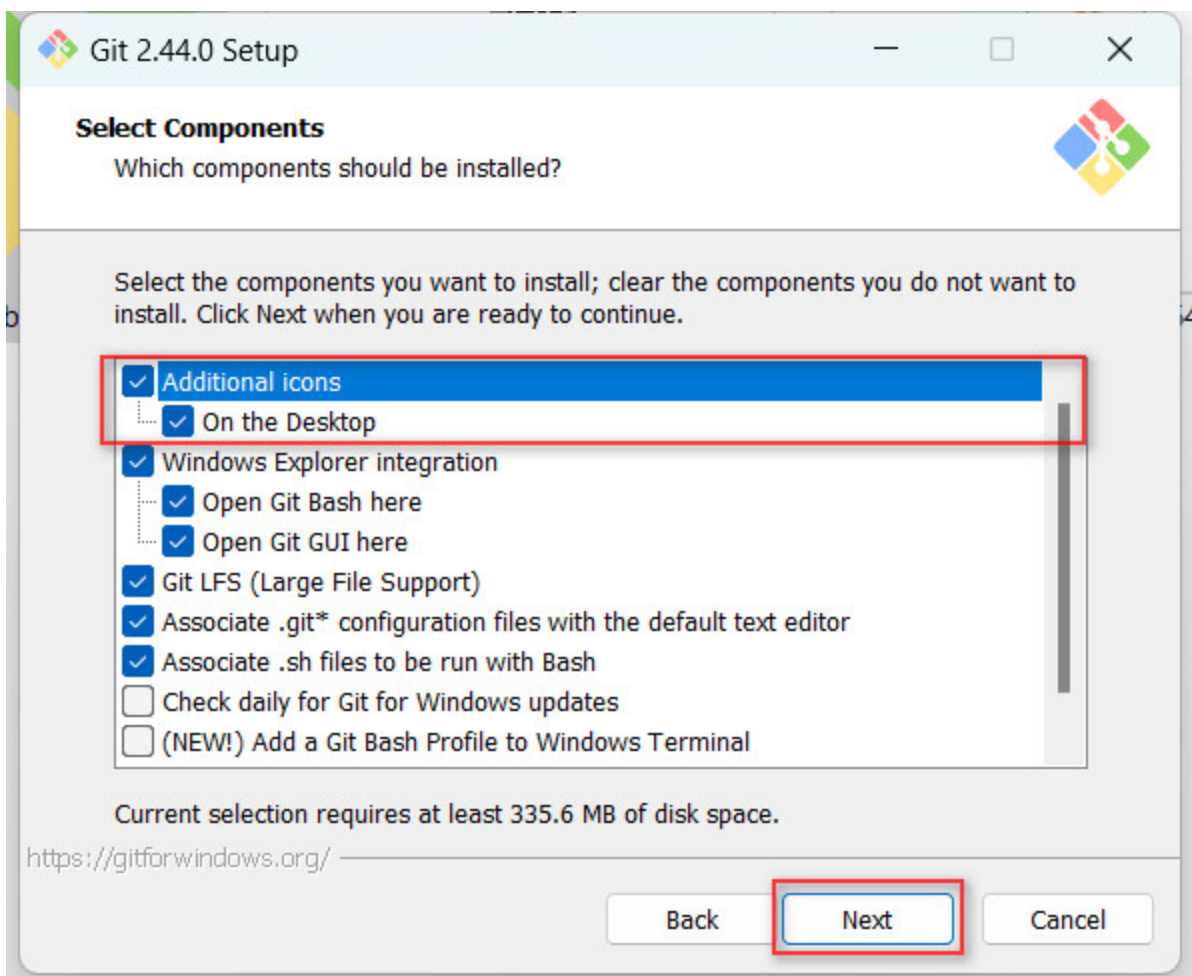 Git 2.44.0 Setup
Select Components
Which components should be installed?
Select the components you want to install; clear the components you do not want to
install. Click Next when you are ready to continue.
Additional icons
On the Desktop
Windows Explorer integration
Open Git Bash here
Open Git GUI here
Git LFS (Large File Support)
Associate .git* configuration files with the default text editor
Associate .sh files to be run with Bash
Check daily for Git for Windows updates
(NEW!) Add a Git Bash Profile to Windows Terminal
Current selection requires at least 335.6 MB of disk space.
https://gitforwindows.org/
Back Next Cancel